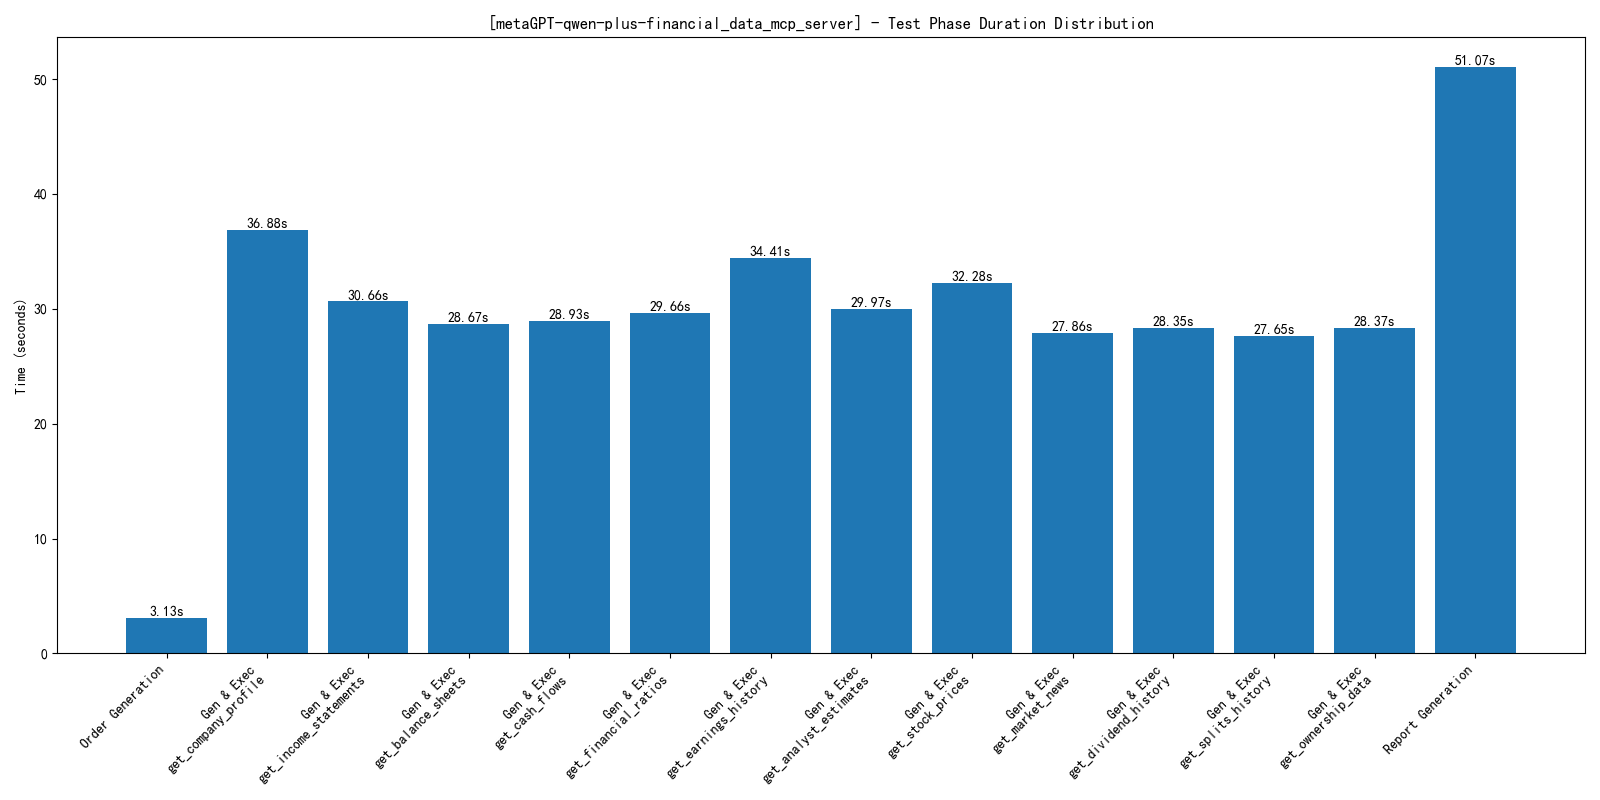 [metaGPT-qwen-plus-financial_data_mcp_server] - Test Phase Duration Distribution
Time (seconds)
50
40
30
20
10
0
3.13s
36.88s
30.66s
28.67s
28.93s
29.66s
34.41s
29.97s
32.28s
27.86s
28.35s
27.65s
28.37s
51.07s
Order Generation
Gen & Exec
get_company_profile
Gen & Exec
get_income_statements
Gen & Exec
get_balance_sheets
Gen & Exec
get_cash_flows
Gen & Exec
get_financial_ratios
Gen & Exec
get_earnings_history
Gen & Exec
get_analyst_estimates
Gen & Exec
get_stock_prices
Gen & Exec
get_market_news
Gen & Exec
get_dividend_history
Gen & Exec
get_splits_history
Gen & Exec
get_ownership_data
Report Generation